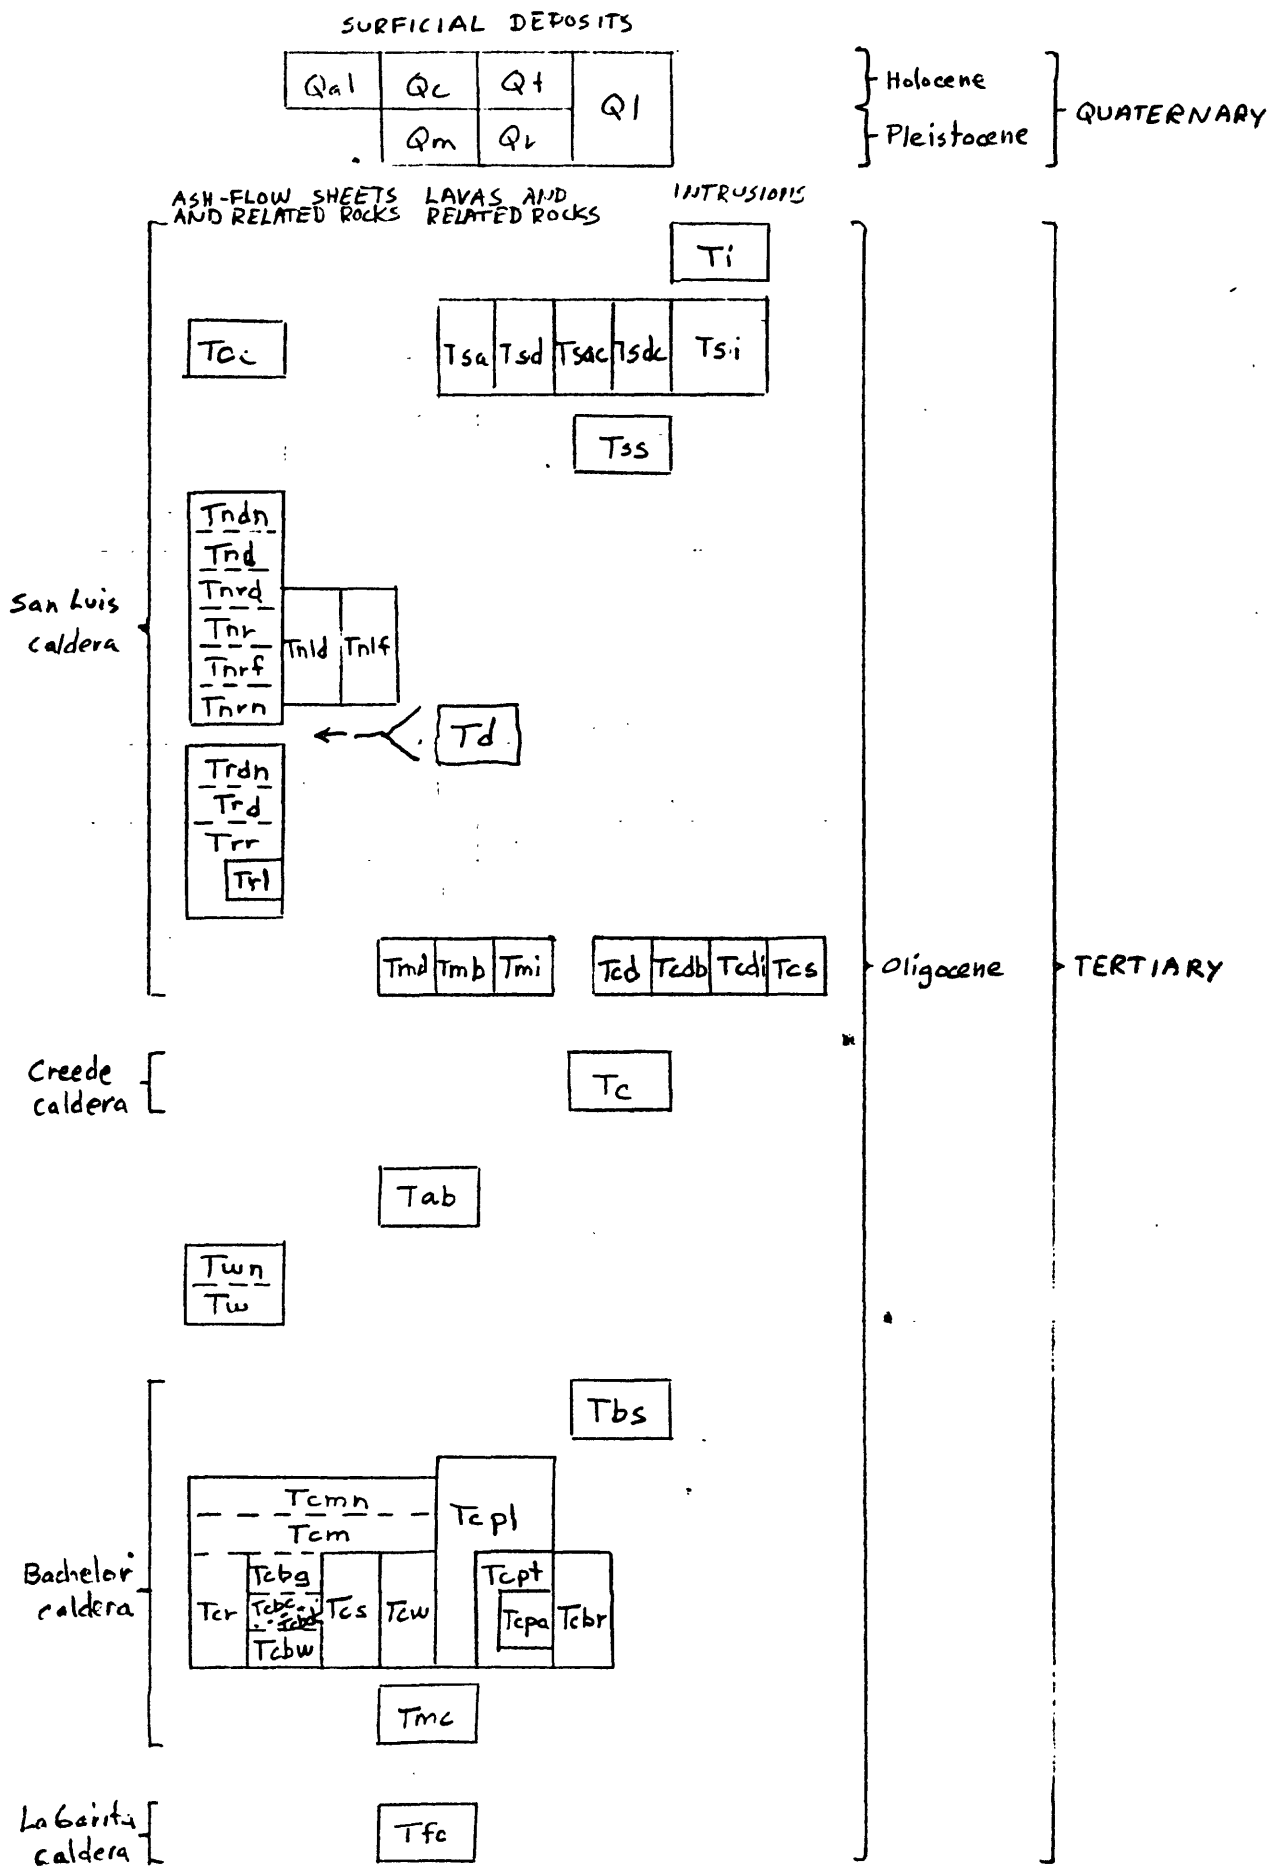 SURFICIAL DEPOSITS
Qal Qc Qt Ql
Qm
Holocene
Pleistocene
QUATERNARY
ASH-FLOW SHEETS
AND RELATED ROCKS
LAVAS AND
RELATED ROCKS
INTRUSIONS
Ti
Tsa Tsd Tsac Tsdc Tsi
Tss
Tndn
Tnd
Tnrd
Tnr
Tnrf
Tnrn
Tnld Tnlf
San Luis
caldera
Td
Trdn
Trd
Trr
Trl
Tmd Tmb Tmi Tcd Tcdb Tcdi Tcs
Oligocene
TERTIARY
Creede
caldera
Tc
Tab
Twn
Tw
Tbs
Tcmn
Tcm
Tcpl
Bachelor
caldera
Tcr
Tcbg
Tcbw
Tcs Tcw
Tcpt
Tcpa
Tcbr
Tmc
La Garita
caldera
Tfc